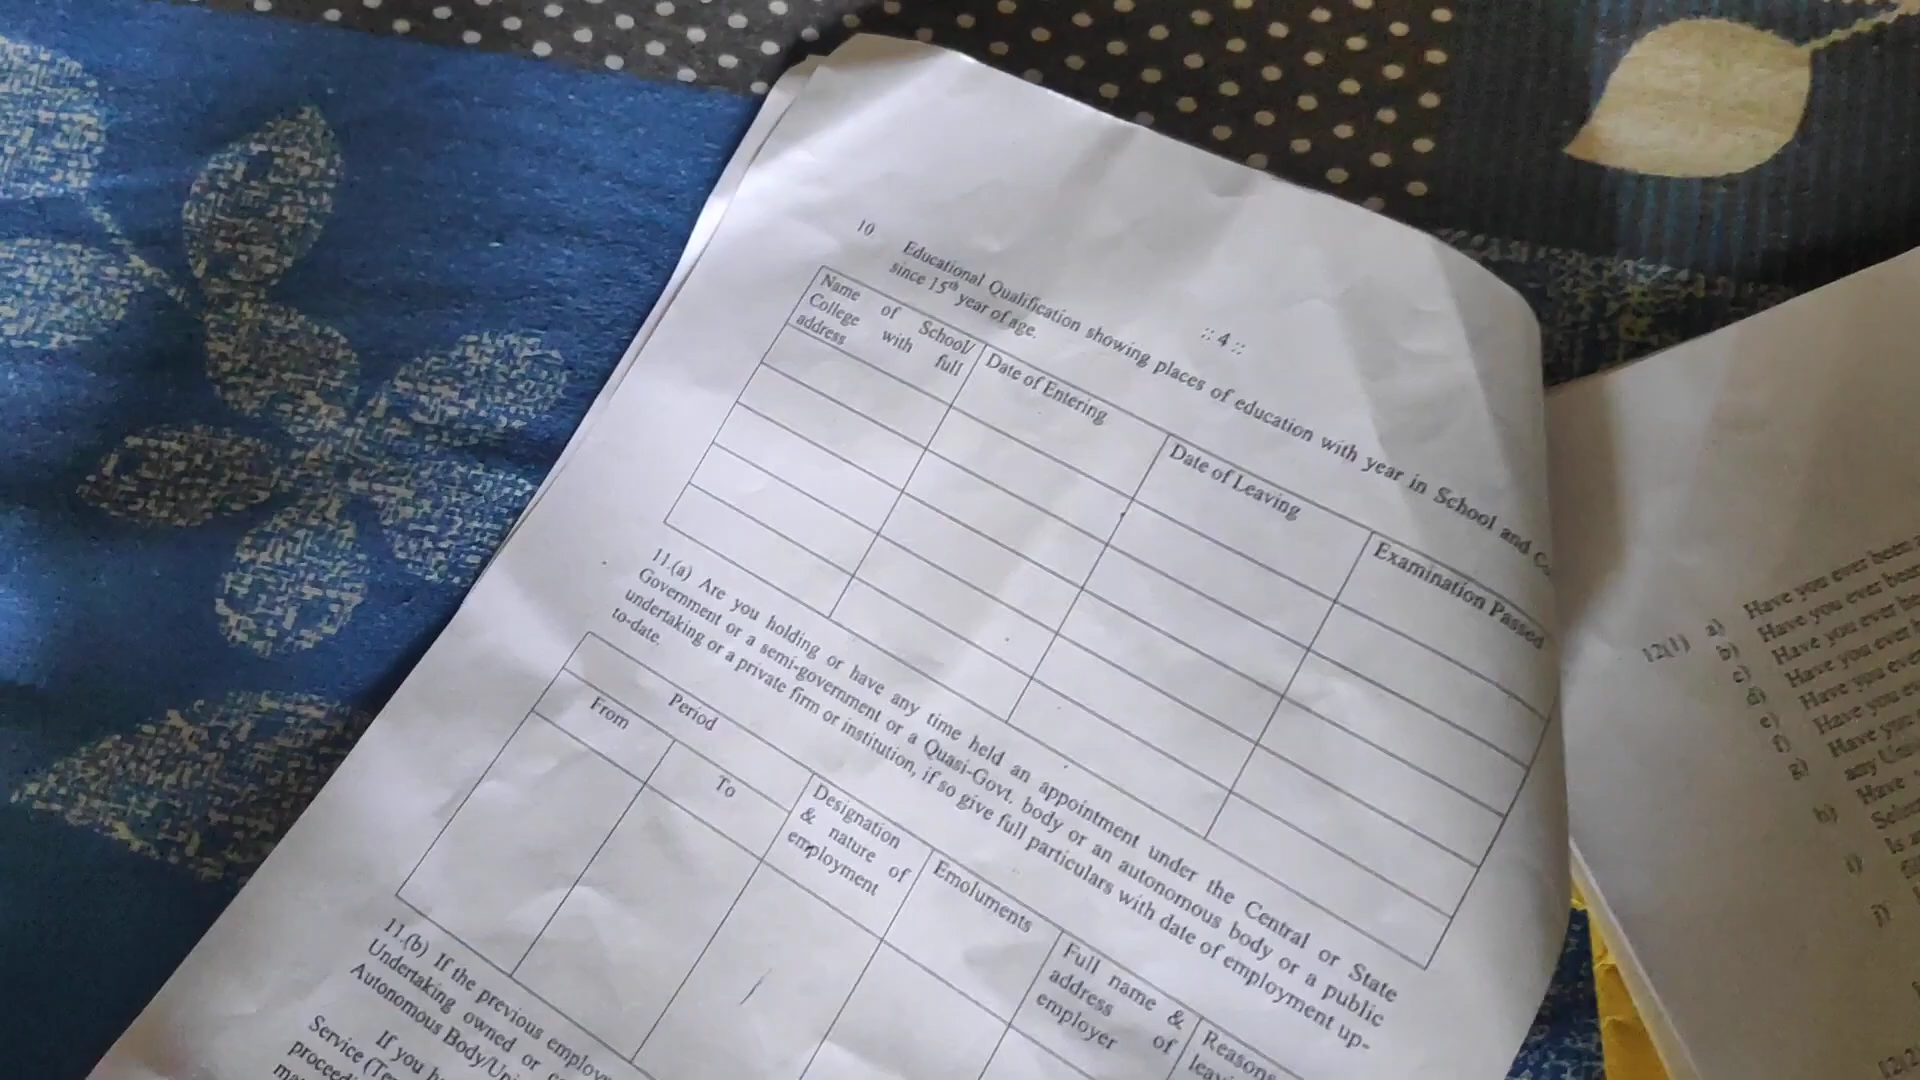 :: 4 ::
10 Educational Qualification showing places of education with year in School and
since 15th year of age.
Name of School/
College with full
address
Date of Entering
Date of Leaving
Examination Passed
11.(a) Are you holding or have any time held an appointment under the Central or State
Government or a semi-government or a Quasi-Govt. body or an autonomous body or a public
undertaking or a private firm or institution, if so give full particulars with date of employment up-
to-date.
Period
From
To
Designation
& nature of
employment
Emoluments
Full name &
address of
employer
Reasons
11.(b) If the previous
Undertaking owned or
Autonomous
If you
Service
12(1) a) Have you ever been
b) Have you ever been
c) Have you ever
d) Have you ever
e) Have you
f) Have you
g) Have your
any
h) Have
i) Is
j)